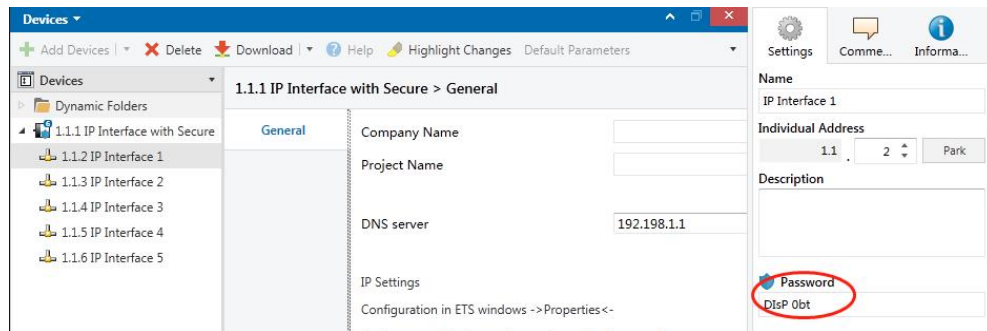 Devices
Add Devices Delete Download Help Highlight Changes Default Parameters
Devices
Dynamic Folders
1.1.1 IP Interface with Secure
1.1.2 IP Interface 1
1.1.3 IP Interface 2
1.1.4 IP Interface 3
1.1.5 IP Interface 4
1.1.6 IP Interface 5
1.1.1 IP Interface with Secure > General
General
Company Name
Project Name
DNS server 192.198.1.1
IP Settings
Configuration in ETS windows ->Properties<-
Settings Comme... Informa...
Name
IP Interface 1
Individual Address
1.1 . 2 Park
Description
Password
DIsP 0bt